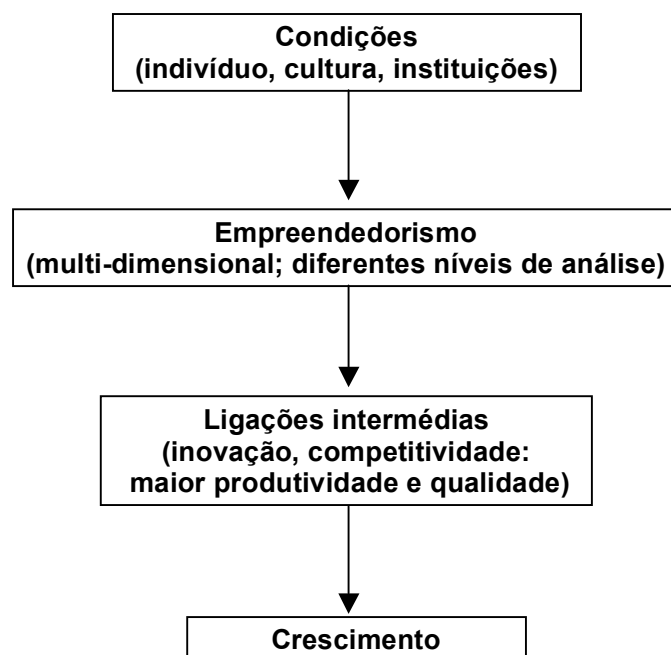 Condições
(indivíduo, cultura, instituições)
Empreendedorismo
(multi-dimensional; diferentes níveis de análise)
Ligações intermédias
(inovação, competitividade:
maior produtividade e qualidade)
Crescimento